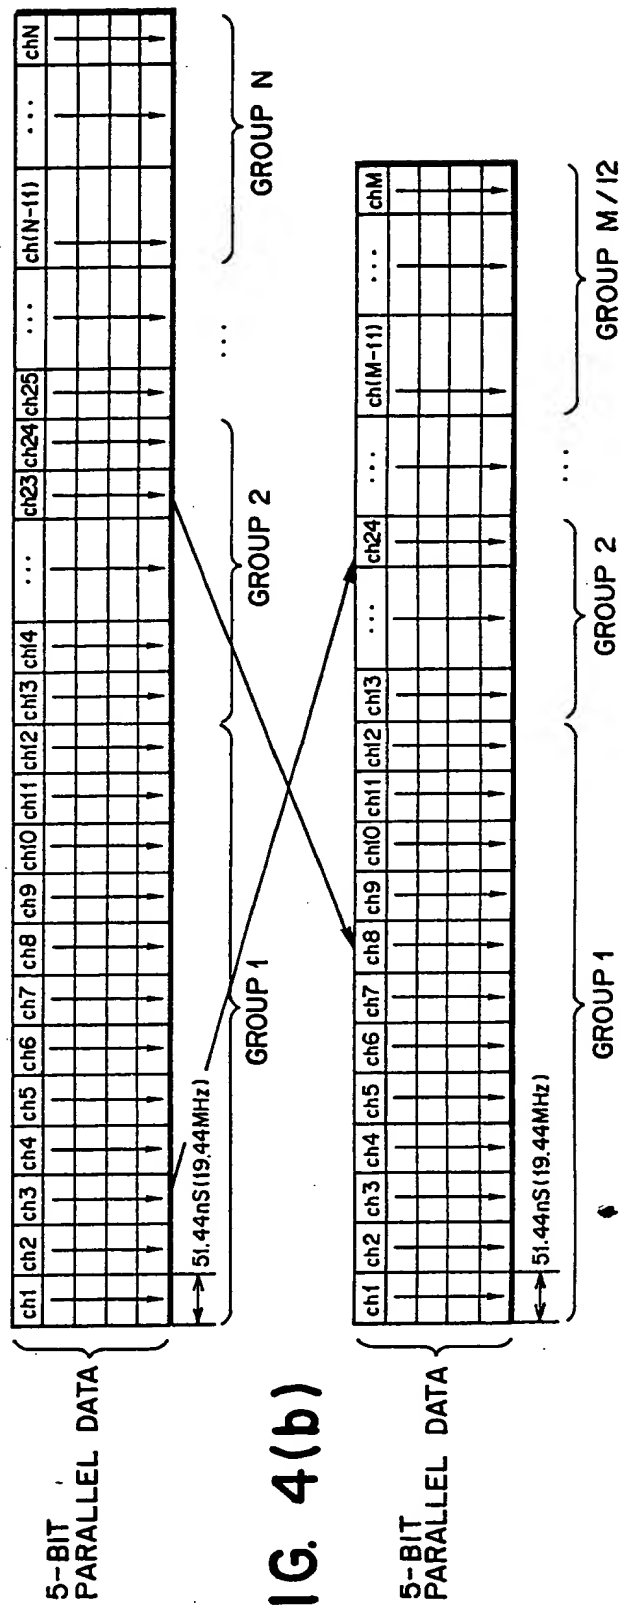 5-BIT
PARALLEL DATA
ch1 ch2 ch3 ch4 ch5 ch6 ch7 ch8 ch9 ch10 ch11 ch12 ch13 ch14 ... ch23 ch24 ch25 ... ch(N-11) ... chN
51.44nS(19.44MHz)
GROUP 1
GROUP 2
...
GROUP N
IG. 4(b)
5-BIT
PARALLEL DATA
ch1 ch2 ch3 ch4 ch5 ch6 ch7 ch8 ch9 ch10 ch11 ch12 ch13 ... ch24 ... ch(M-11) ... chM
51.44nS(19.44MHz)
GROUP 1
GROUP 2
...
GROUP M/12